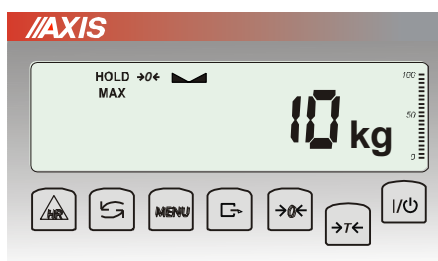 //AXIS
HOLD →0←
MAX
10 kg
100
50
0
HR MENU →0← →T← I/⏻